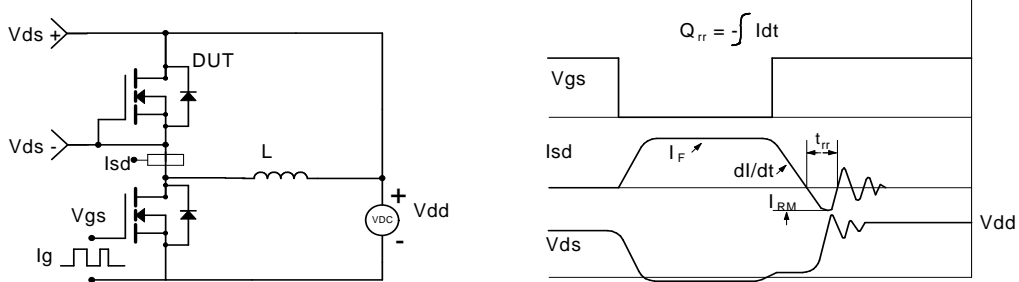 Vds +
DUT
Vds -
Isd
L
Vgs
Ig
+
VDC
-
Vdd
Q rr = -∫ Idt
Vgs
Isd
I F
dI/dt
t rr
I RM
Vds
Vdd